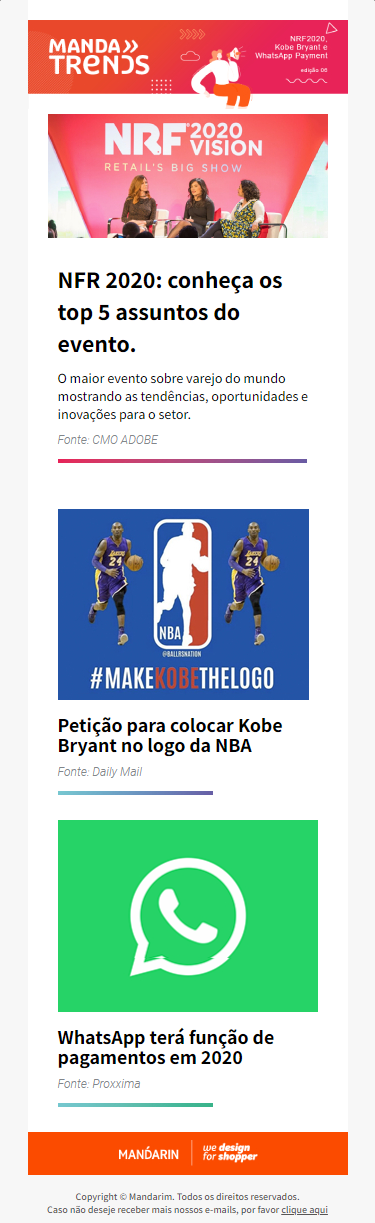 MANDA
TRENDS
NRF2020,
Kobe Bryant e
WhatsApp Payment
edição 06
NRF 2020
VISION
RETAIL'S BIG SHOW
NFR 2020: conheça os
top 5 assuntos do
evento.
O maior evento sobre varejo do mundo
mostrando as tendências, oportunidades e
inovações para o setor.
Fonte: CMO ADOBE
LAKERS
24
LAKERS
24
NBA
@BALLRSNATION
#MAKEKOBETHELOGO
Petição para colocar Kobe
Bryant no logo da NBA
Fonte: Daily Mail
WhatsApp terá função de
pagamentos em 2020
Fonte: Proxxima
MANDARIN
we design
for shopper
Copyright © Mandarim. Todos os direitos reservados.
Caso não deseje receber mais nossos e-mails, por favor clique aqui